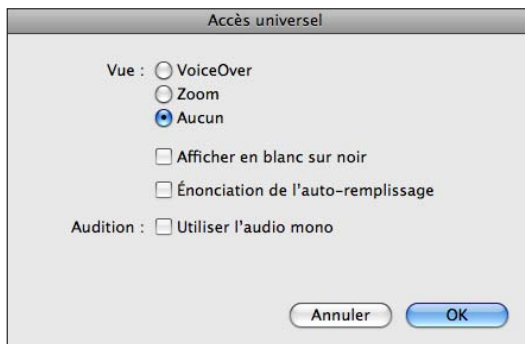 Accès universel
Vue : VoiceOver
Zoom
Aucun
Afficher en blanc sur noir
Énonciation de l'auto-remplissage
Audition : Utiliser l'audio mono
Annuler OK